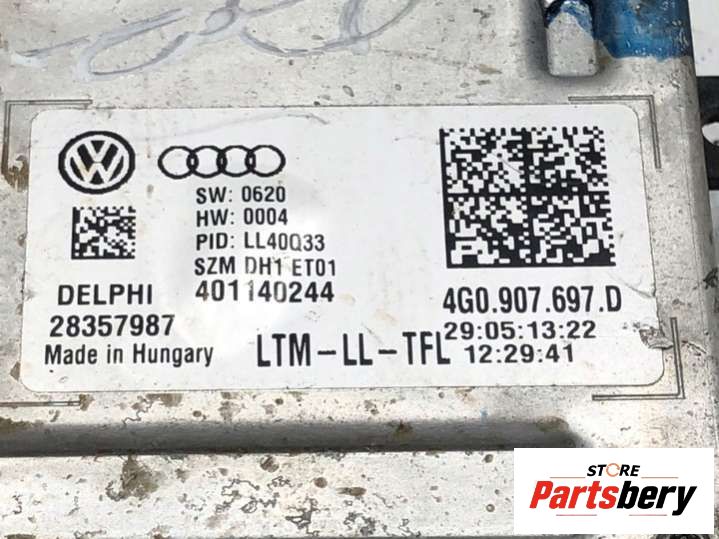 SW: 0620
HW: 0004
PID: LL40Q33
SZM DH1 ET01
401140244
DELPHI
28357987
Made in Hungary
LTM-LL-TFL
4G0.907.697.D
29:05:13:22
12:29:41
STORE
Partsbery